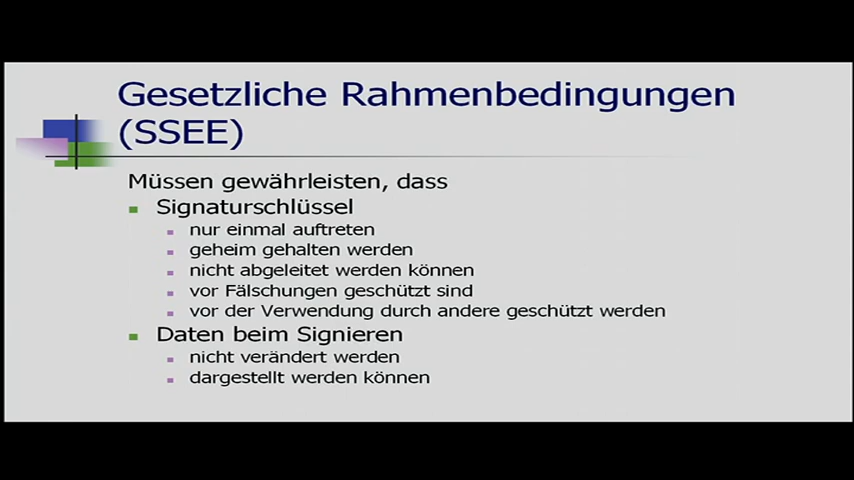 Gesetzliche Rahmenbedingungen
(SSEE)
Müssen gewährleisten, dass
Signaturschlüssel
nur einmal auftreten
geheim gehalten werden
nicht abgeleitet werden können
vor Fälschungen geschützt sind
vor der Verwendung durch andere geschützt werden
Daten beim Signieren
nicht verändert werden
dargestellt werden können